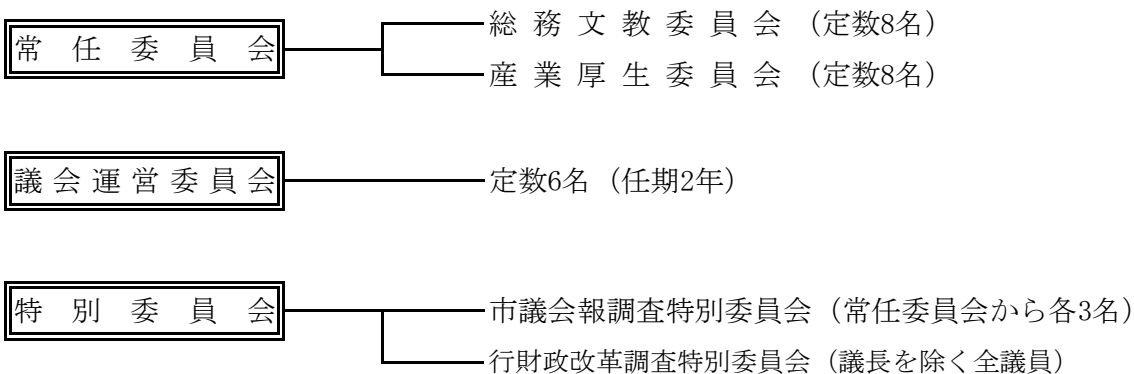 総務文教委員会（定数8名）
常任委員会
産業厚生委員会（定数8名）
議会運営委員会 定数6名（任期2年）
特別委員会 市議会報調査特別委員会（常任委員会から各3名）
行財政改革調査特別委員会（議長を除く全議員）